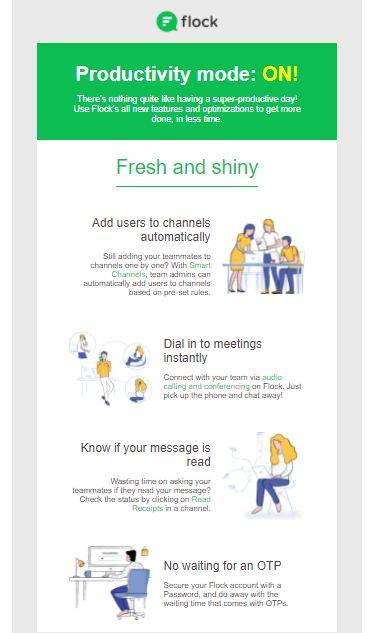 flock
Productivity mode: ON!
There's nothing quite like having a super-productive day!
Use Flock's all new features and optimizations to get more
done, in less time.
Fresh and shiny
Add users to channels
automatically
Still adding your teammates to
channels one by one? With Smart
Channels, team admins can
automatically add users to channels
based on pre-set rules.
Dial in to meetings
instantly
Connect with your team via audio
calling and conferencing on Flock. Just
pick up the phone and chat away!
Know if your message is
read
Wasting time on asking your
teammates if they read your message?
Check the status by clicking on Read
Receipts in a channel.
No waiting for an OTP
Secure your Flock account with a
Password, and do away with the
waiting time that comes with OTPs.